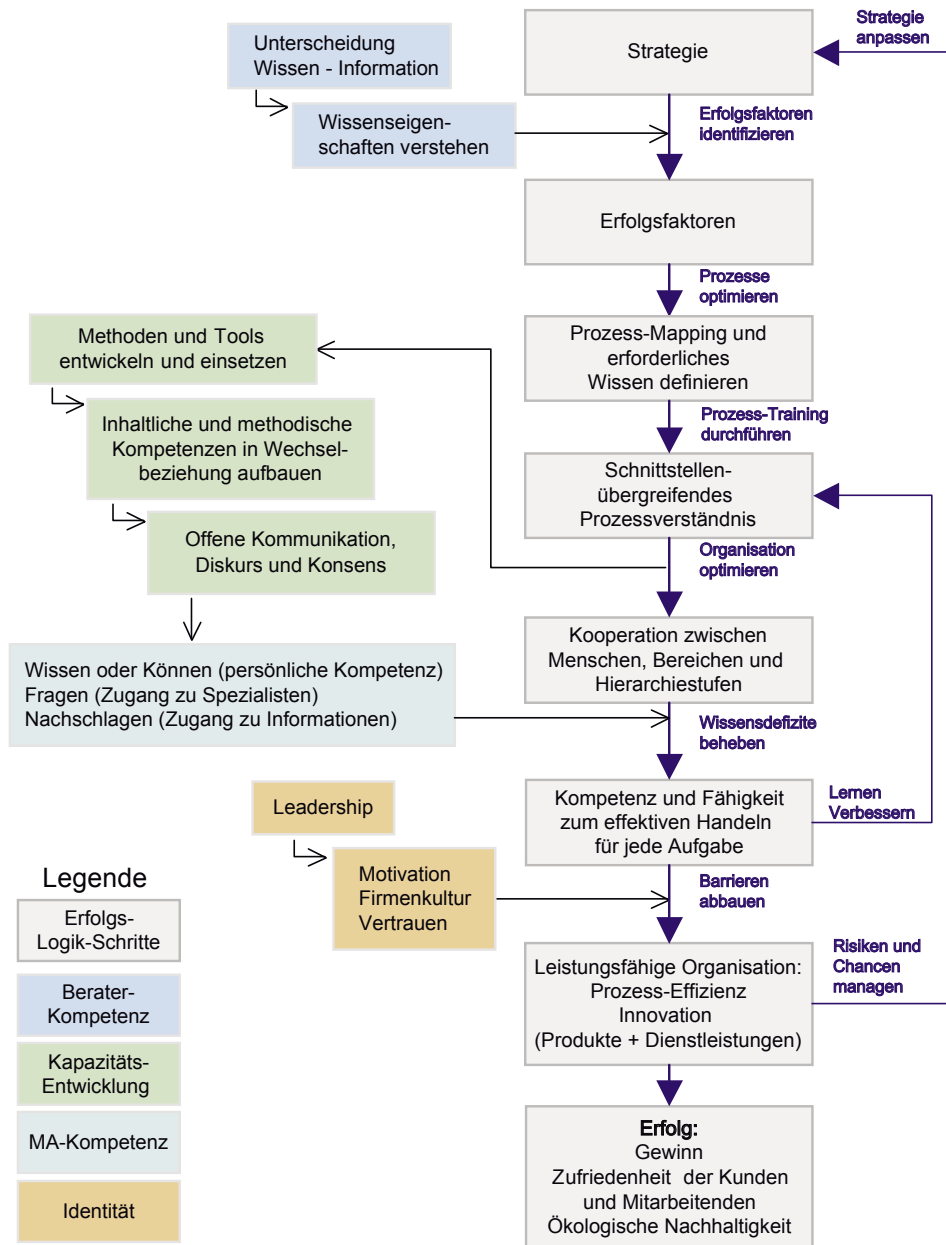 Strategie
anpassen
Unterscheidung
Wissen - Information
Strategie
Wissenseigen-
schaften verstehen
Erfolgsfaktoren
identifizieren
Erfolgsfaktoren
Prozesse
optimieren
Methoden und Tools
entwickeln und einsetzen
Prozess-Mapping und
erforderliches
Wissen definieren
Inhaltliche und methodische
Kompetenzen in Wechsel-
beziehung aufbauen
Prozess-Training
durchführen
Schnittstellen-
übergreifendes
Prozessverständnis
Offene Kommunikation,
Diskurs und Konsens
Organisation
optimieren
Kooperation zwischen
Menschen, Bereichen und
Hierarchiestufen
Wissen oder Können (persönliche Kompetenz)
Fragen (Zugang zu Spezialisten)
Nachschlagen (Zugang zu Informationen)
Wissensdefizite
beheben
Leadership
Kompetenz und Fähigkeit
zum effektiven Handeln
für jede Aufgabe
Lernen
Verbessern
Motivation
Firmenkultur
Vertrauen
Barrieren
abbauen
Leistungsfähige Organisation:
Prozess-Effizienz
Innovation
(Produkte + Dienstleistungen)
Risiken und
Chancen
managen
Erfolg:
Gewinn
Zufriedenheit der Kunden
und Mitarbeitenden
Ökologische Nachhaltigkeit
Legende
Erfolgs-
Logik-Schritte
Berater-
Kompetenz
Kapazitäts-
Entwicklung
MA-Kompetenz
Identität